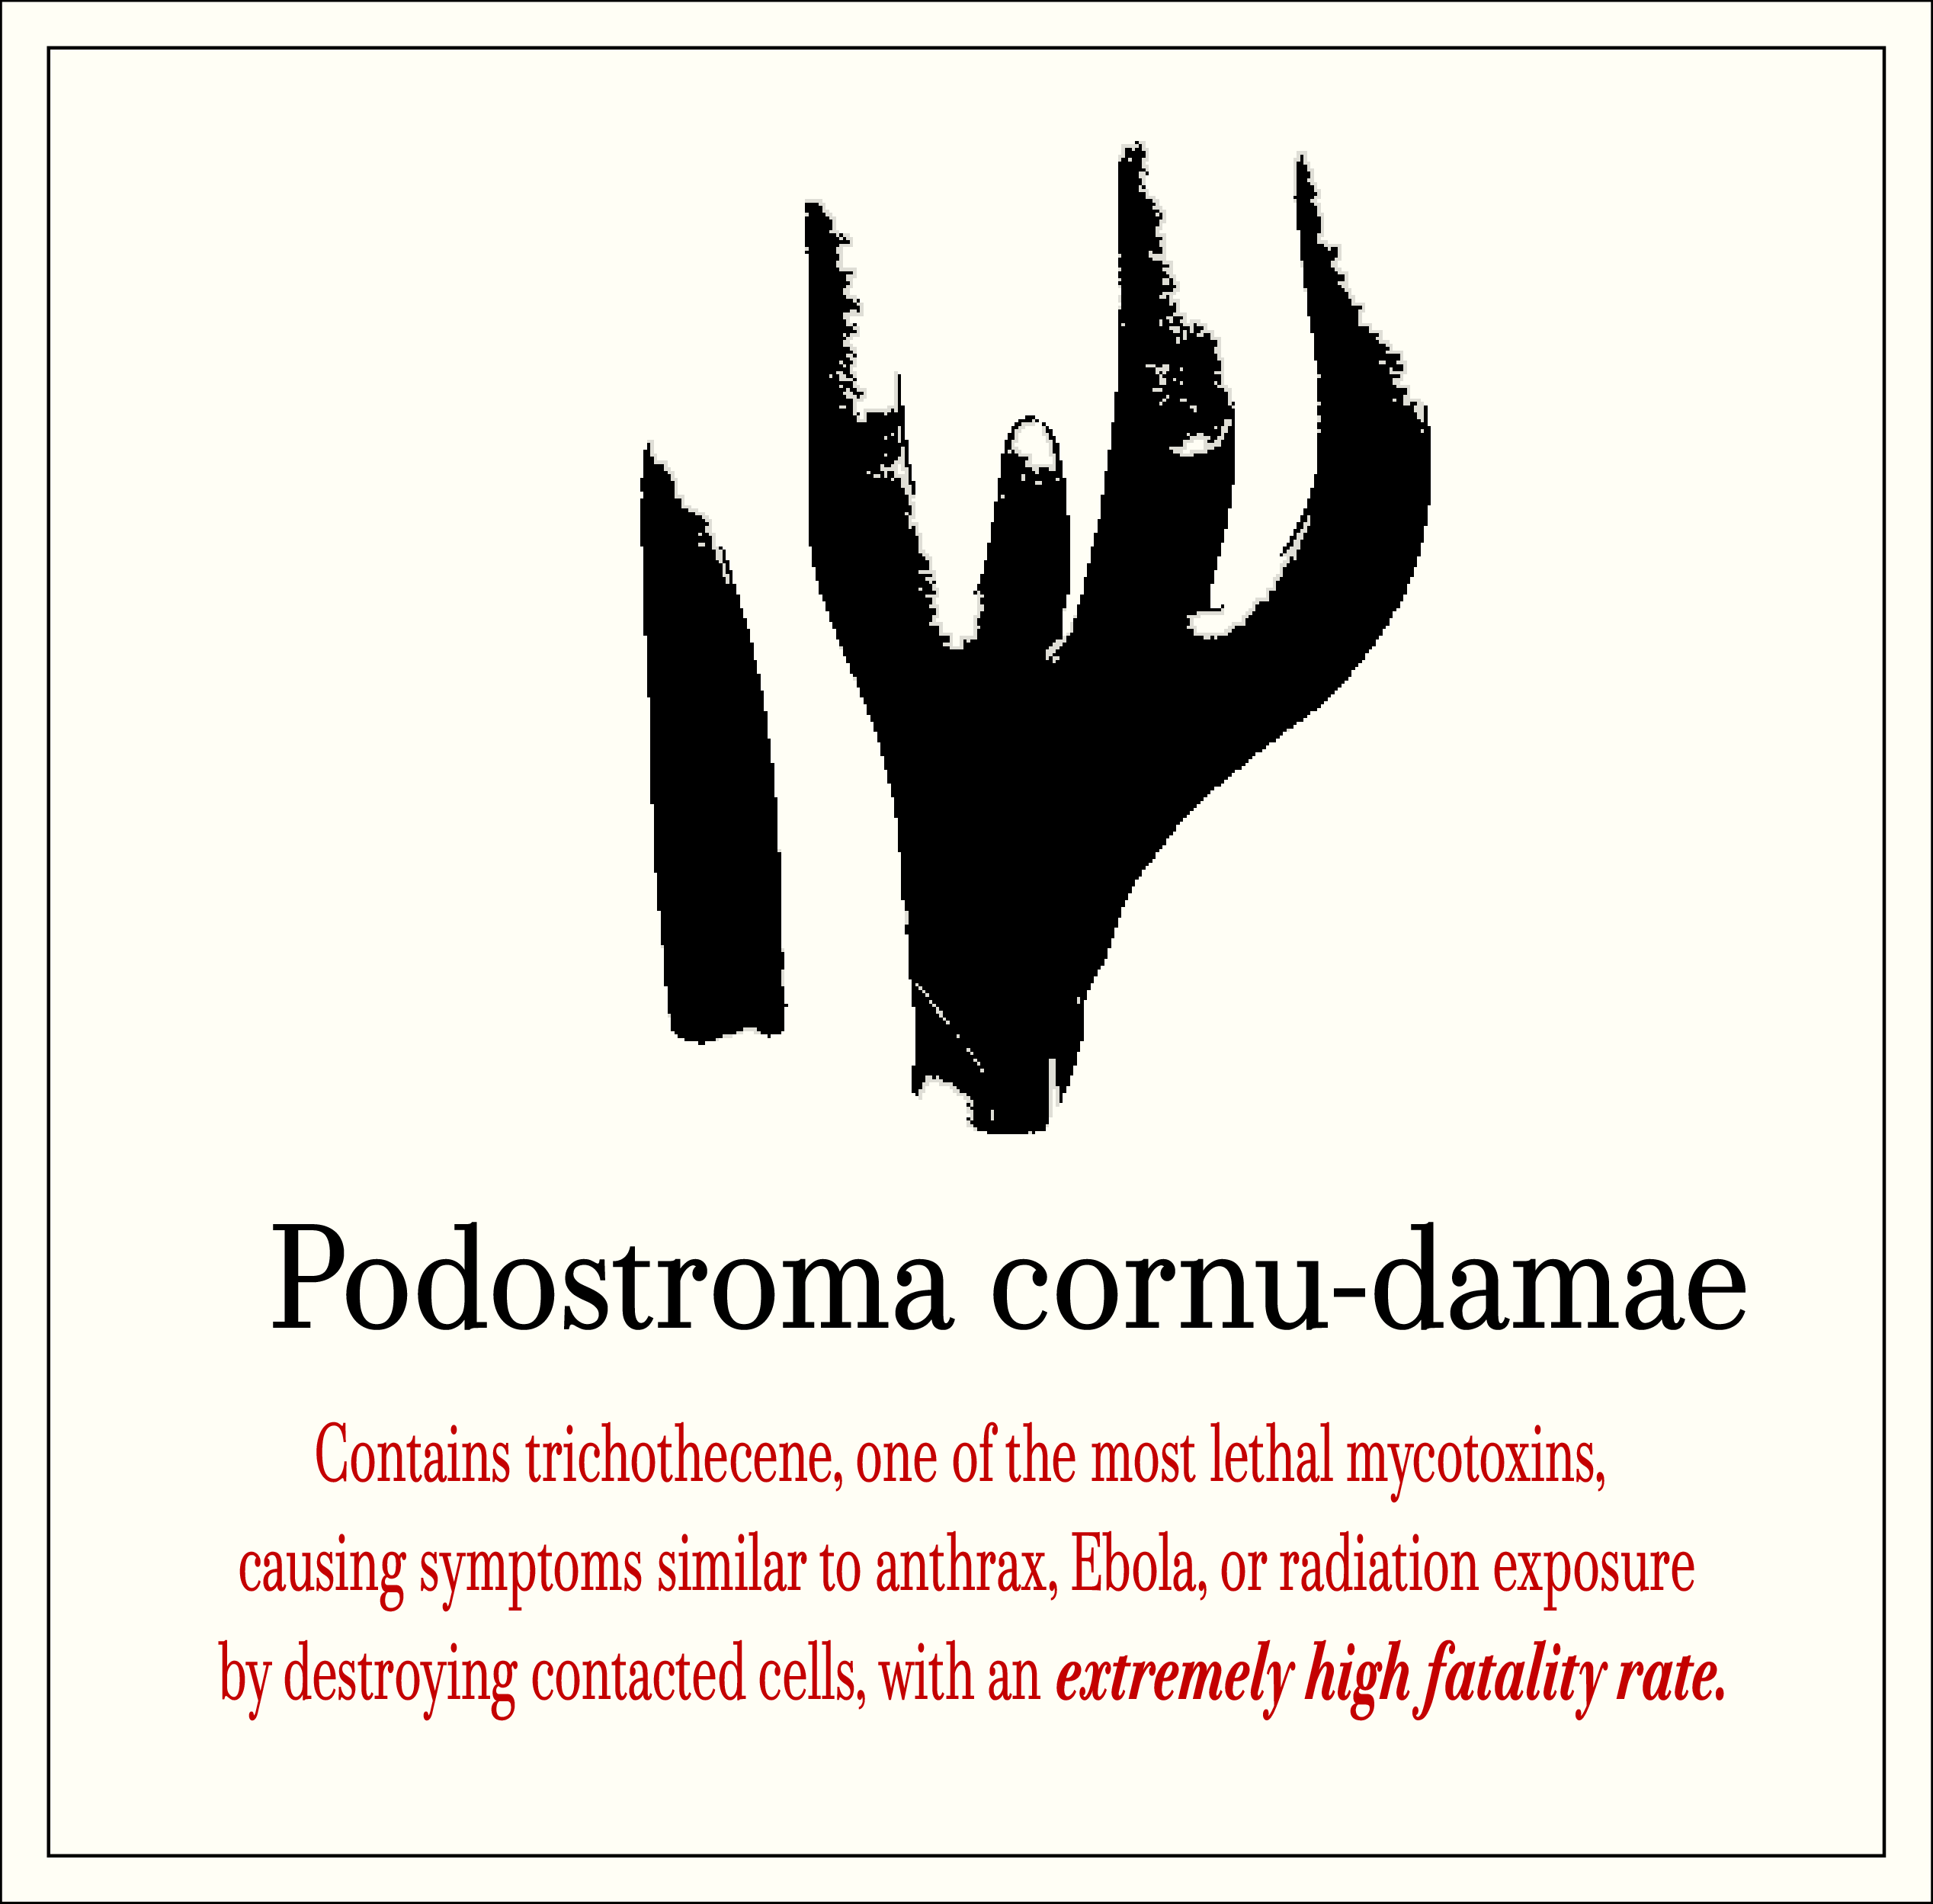 Podostroma cornu-damae
Contains trichothecene, one of the most lethal mycotoxins,
causing symptoms similar to anthrax, Ebola, or radiation exposure
by destroying contacted cells, with an extremely high fatality rate.